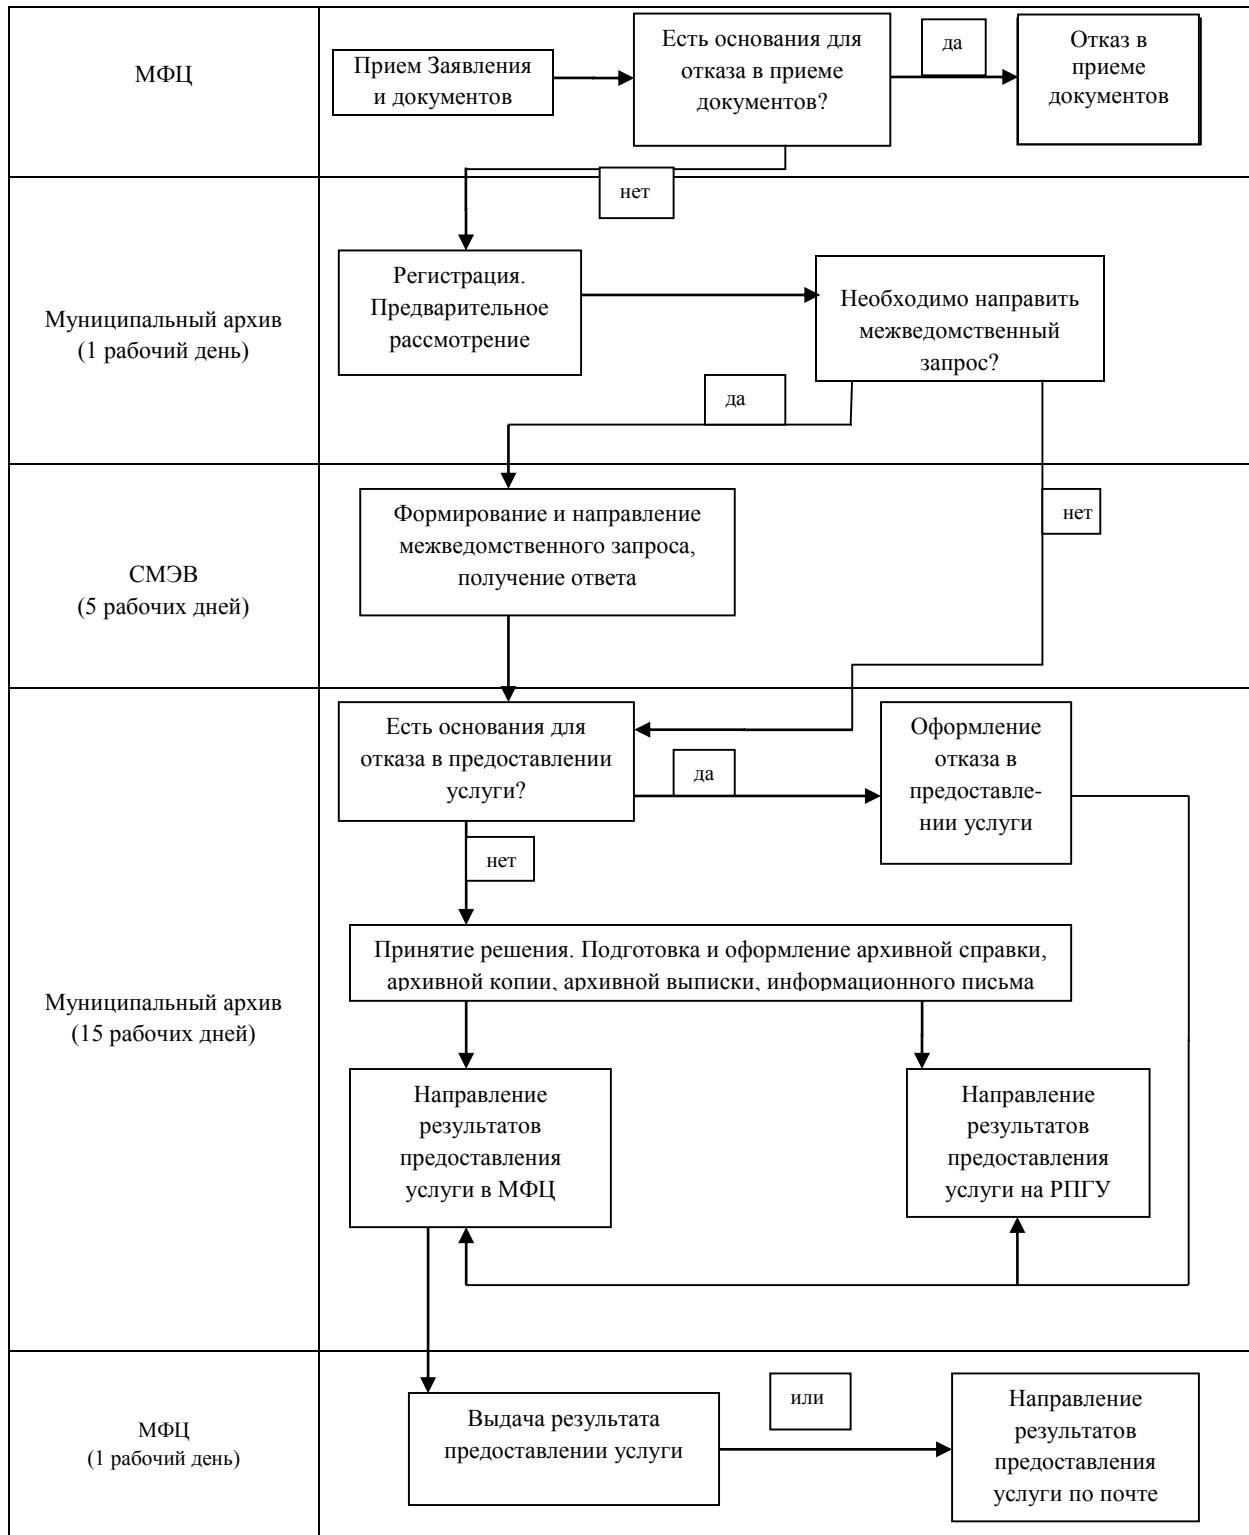 МФЦ
Прием Заявления
и документов
Есть основания для
отказа в приеме
документов?
да
Отказ в
приеме
документов
нет
Муниципальный архив
(1 рабочий день)
Регистрация.
Предварительное
рассмотрение
Необходимо направить
межведомственный
запрос?
да
нет
СМЭВ
(5 рабочих дней)
Формирование и направление
межведомственного запроса,
получение ответа
Муниципальный архив
(15 рабочих дней)
Есть основания для
отказа в предоставлении
услуги?
да
Оформление
отказа в
предоставле-
нии услуги
нет
Принятие решения. Подготовка и оформление архивной справки,
архивной копии, архивной выписки, информационного письма
Направление
результатов
предоставления
услуги в МФЦ
Направление
результатов
предоставления
услуги на РПГУ
МФЦ
(1 рабочий день)
Выдача результата
предоставлении услуги
или
Направление
результатов
предоставления
услуги по почте